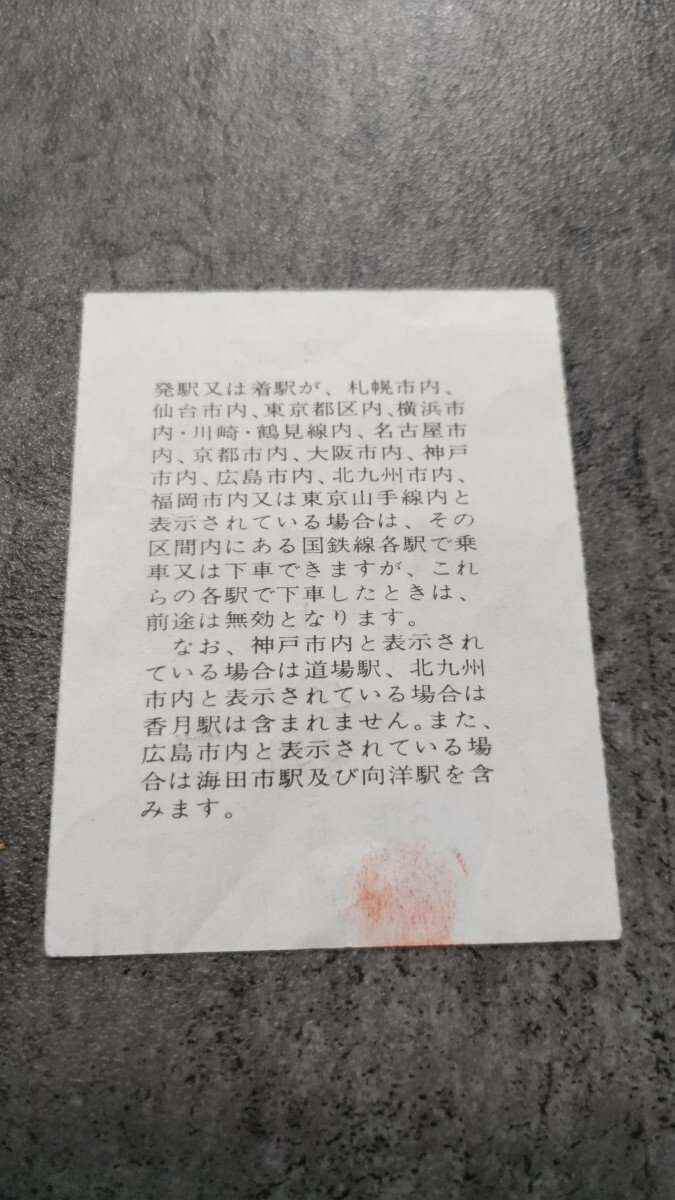 発駅又は着駅が、札幌市内、
仙台市内、東京都区内、横浜市
内・川崎・鶴見線内、名古屋市
内、京都市内、大阪市内、神戸
市内、広島市内、北九州市内、
福岡市内又は東京山手線内と
表示されている場合は、その
区間内にある国鉄線各駅で乗
車又は下車できますが、これ
らの各駅で下車したときは、
前途は無効となります。
なお、神戸市内と表示され
ている場合は道場駅、北九州
市内と表示されている場合は
香月駅は含まれません。また、
広島市内と表示されている場
合は海田市駅及び向洋駅を含
みます。